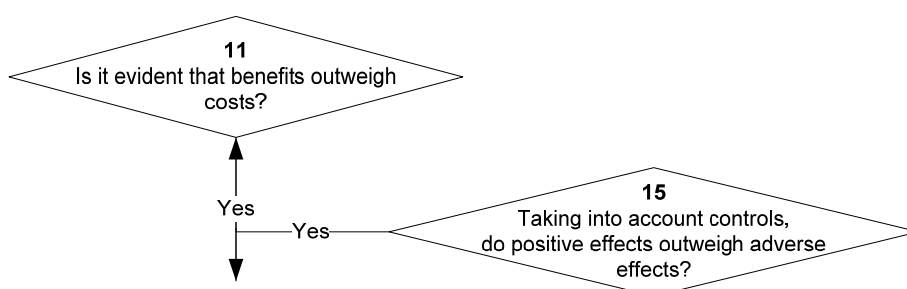 11
Is it evident that benefits outweigh
costs?
Yes
Yes
15
Taking into account controls,
do positive effects outweigh adverse
effects?